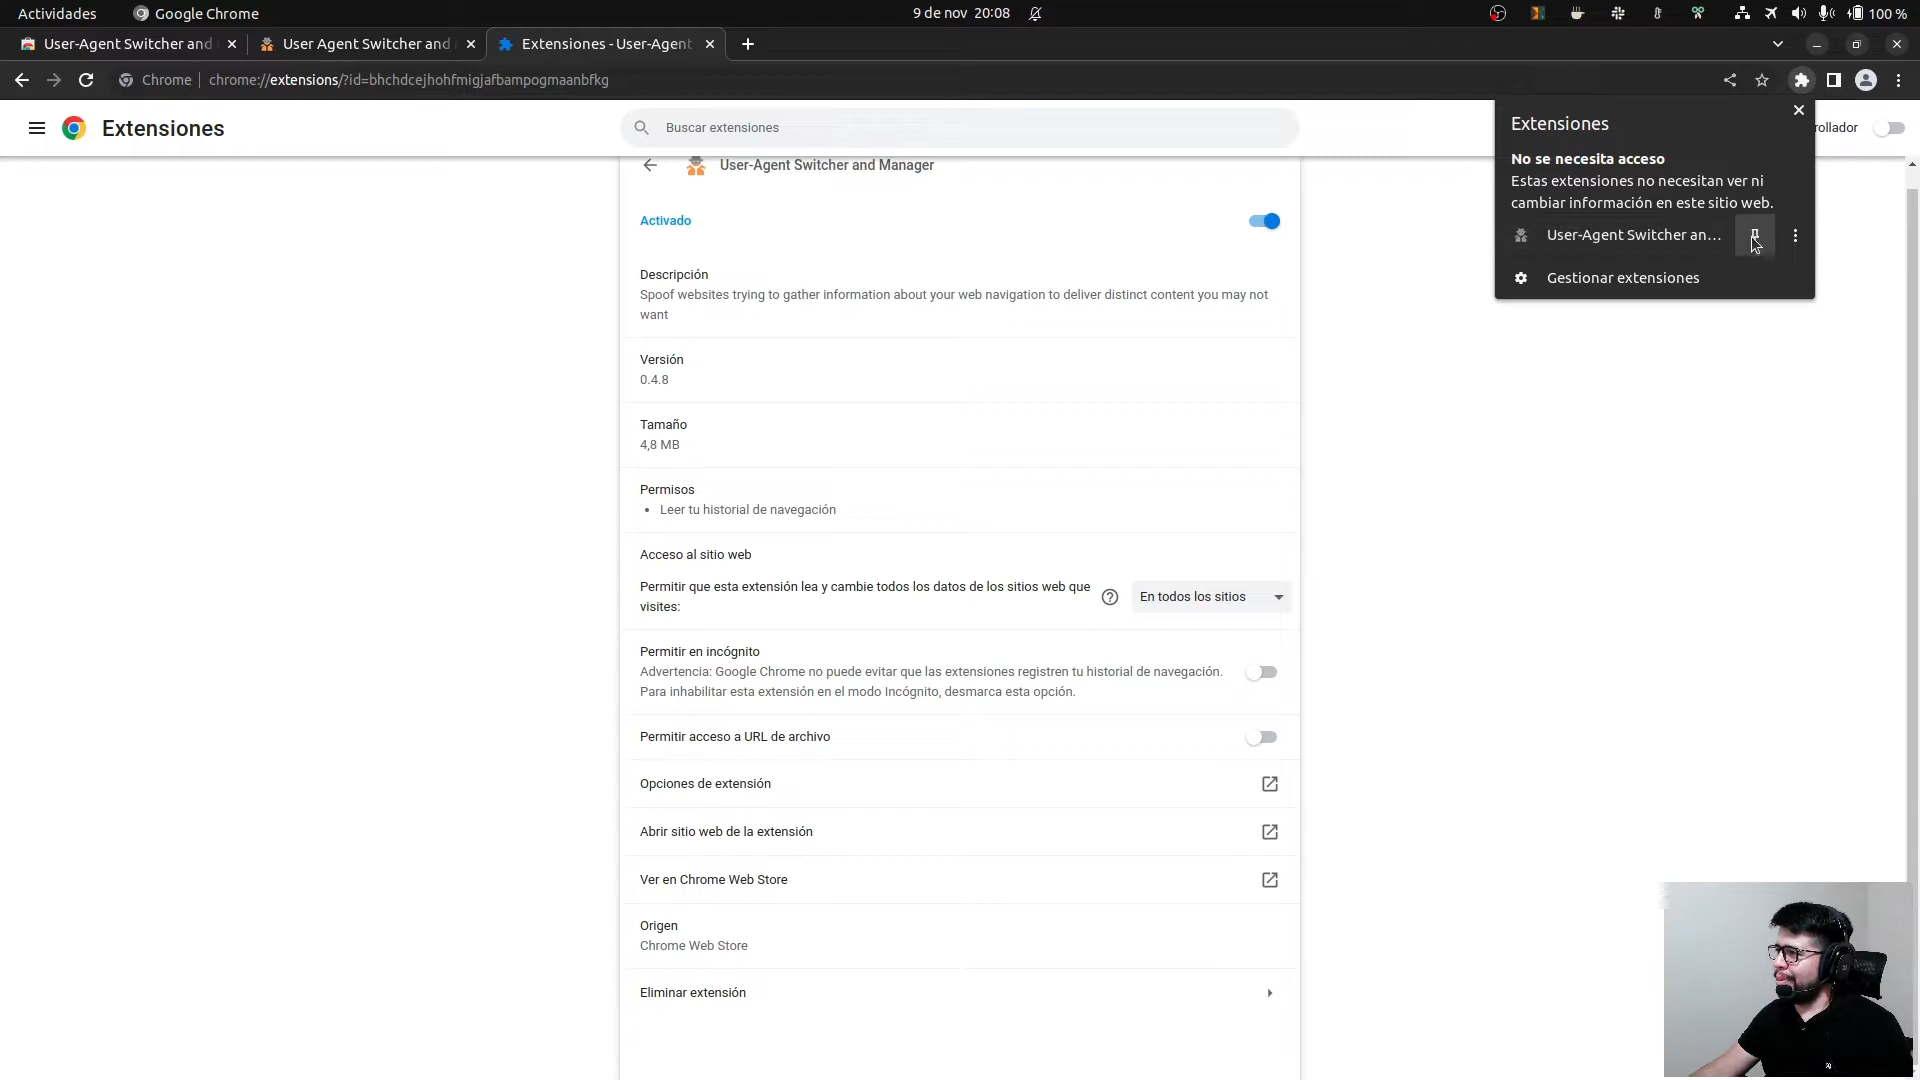 Actividades
Google Chrome
9 de nov 20:08
100 %
User-Agent Switcher and
User Agent Switcher and
Extensiones - User-Agent
Chrome
chrome://extensions/?id=bhchdcejhohfmigjafbampogmaanbfkg
Extensiones
Buscar extensiones
rollador
User-Agent Switcher and Manager
Activado
Descripción
Spoof websites trying to gather information about your web navigation to deliver distinct content you may not
want
Versión
0.4.8
Tamaño
4,8 MB
Permisos
• Leer tu historial de navegación
Acceso al sitio web
Permitir que esta extensión lea y cambie todos los datos de los sitios web que
visites:
En todos los sitios
Permitir en incógnito
Advertencia: Google Chrome no puede evitar que las extensiones registren tu historial de navegación.
Para inhabilitar esta extensión en el modo Incógnito, desmarca esta opción.
Permitir acceso a URL de archivo
Opciones de extensión
Abrir sitio web de la extensión
Ver en Chrome Web Store
Origen
Chrome Web Store
Eliminar extensión
Extensiones
No se necesita acceso
Estas extensiones no necesitan ver ni
cambiar información en este sitio web.
User-Agent Switcher an...
Gestionar extensiones